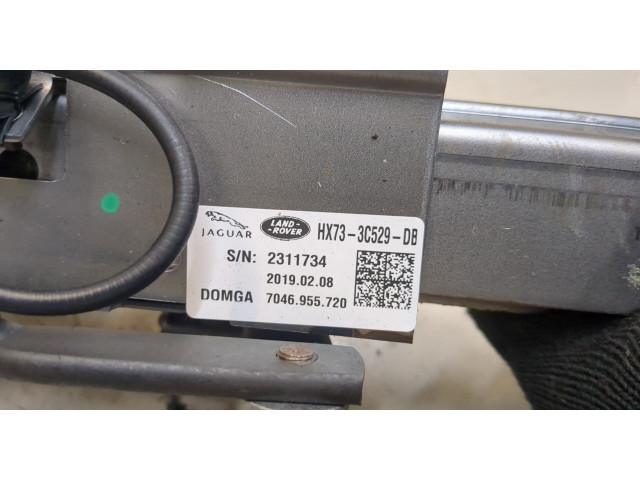 JAGUAR LAND-ROVER HX73-3C529-DB
S/N: 2311734
2019.02.08
DOMGA 7046.955.720